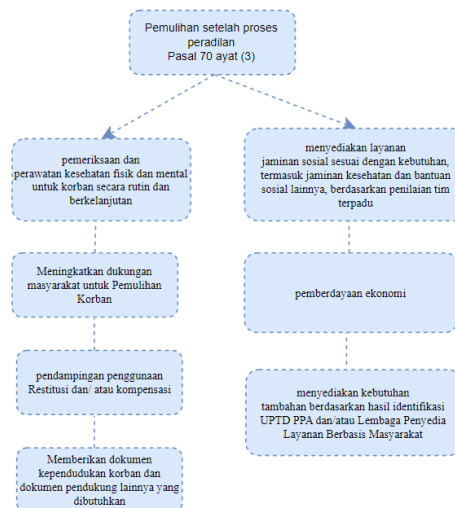 Pemulihan setelah proses
peradilan
Pasal 70 ayat (3)
pemeriksaan dan
perawatan kesehatan fisik dan mental
untuk korban secara rutin dan
berkelanjutan
Meningkatkan dukungan
masyarakat untuk Pemulihan
Korban
pendampingan penggunaan
Restitusi dan/ atau kompensasi
Memberikan dokumen
kependudukan korban dan
dokumen pendukung lainnya yang
dibutuhkan
menyediakan layanan
jaminan sosial sesuai dengan kebutuhan,
termasuk jaminan kesehatan dan bantuan
sosial lainnya, berdasarkan penilaian tim
terpadu
pemberdayaan ekonomi
menyediakan kebutuhan
tambahan berdasarkan hasil identifikasi
UPTD PPA dan/atau Lembaga Penyedia
Layanan Berbasis Masyarakat